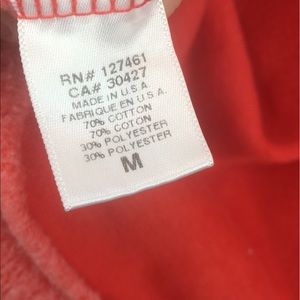 RN# 127461
CA# 30427
MADE IN U.S.A
FABRIQUE EN U.S.A.
70% COTTON
70% COTON
30% POLYESTER
30% POLYESTER
M